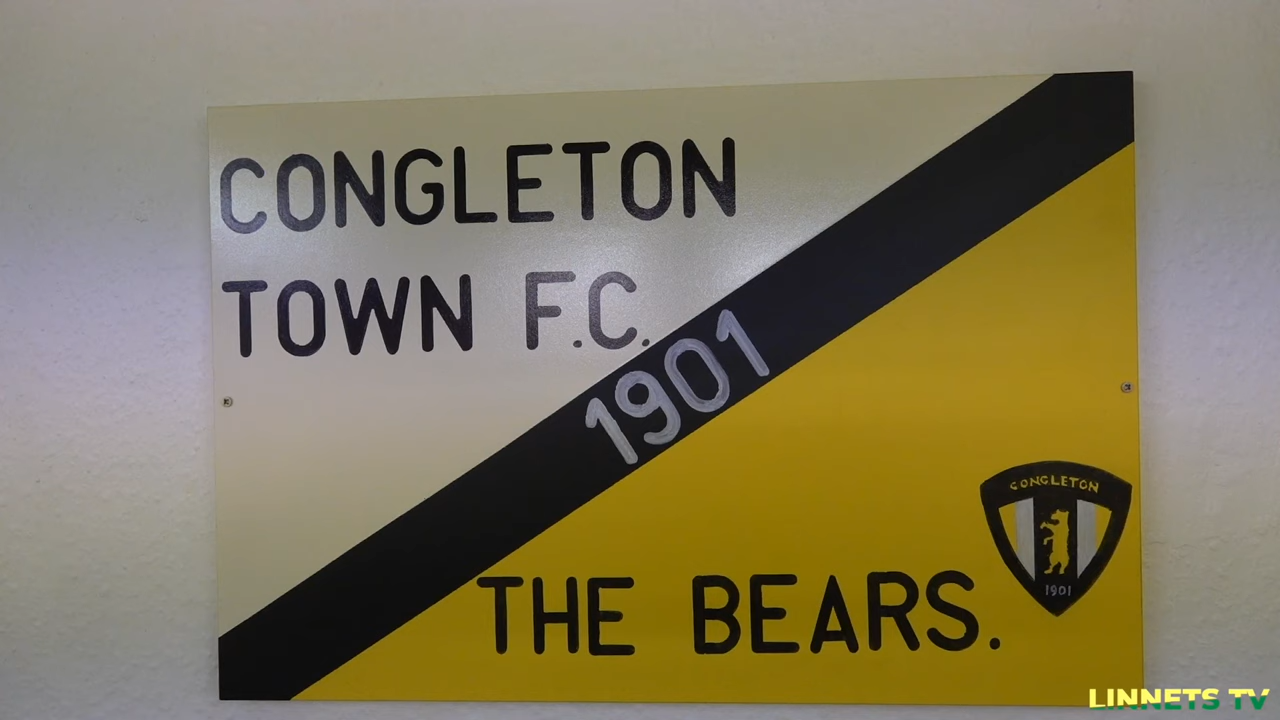 CONGLETON
TOWN F.C.
1901
THE BEARS.
CONGLETON
1901
LINNETS TV